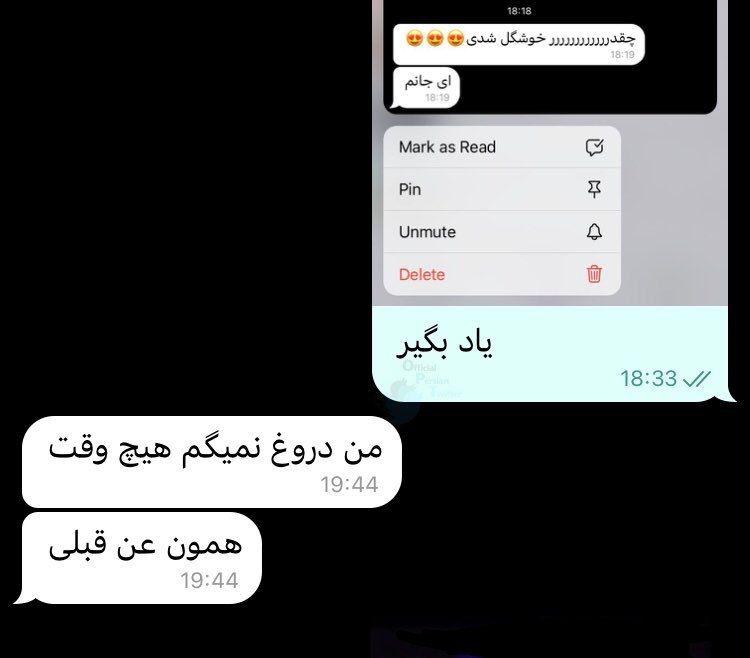 18:18
چقدرررررررررررر خوشگل شدی😍😍😍
18:19
ای جانم
18:19
Mark as Read
Pin
Unmute
Delete
یاد بگیر
18:33
Official
Persian
Twitter
من دروغ نمیگم هیچ وقت
19:44
همون عن قبلی
19:44